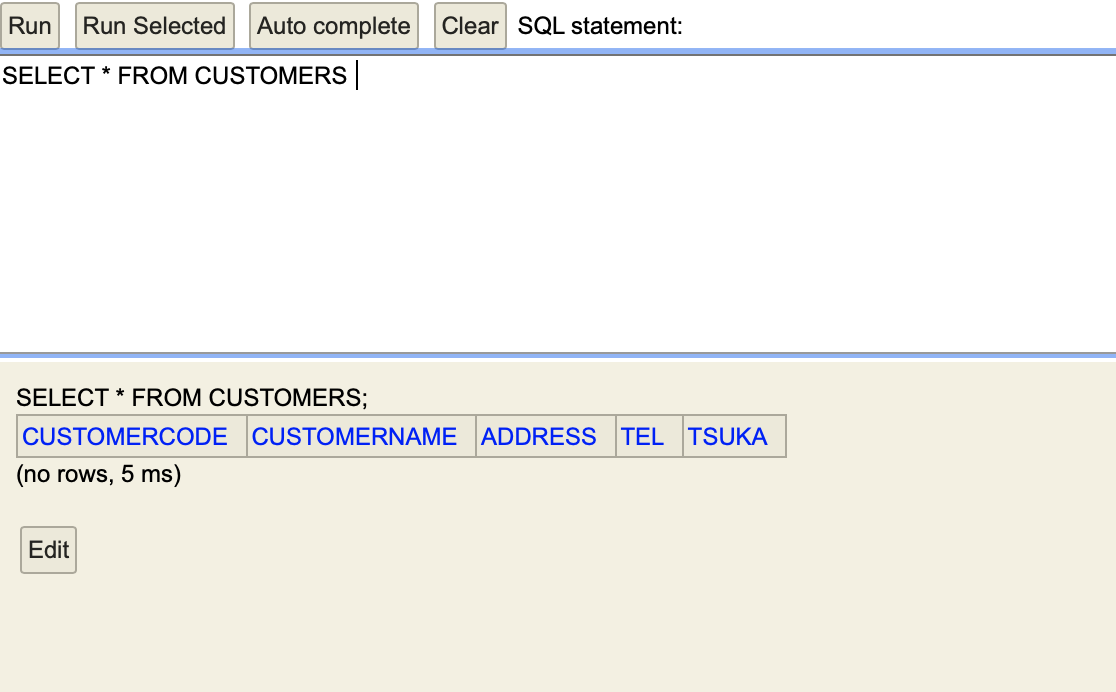 Run Run Selected Auto complete Clear SQL statement:
SELECT * FROM CUSTOMERS
SELECT * FROM CUSTOMERS;
CUSTOMERCODE CUSTOMERNAME ADDRESS TEL TSUKA
(no rows, 5 ms)
Edit